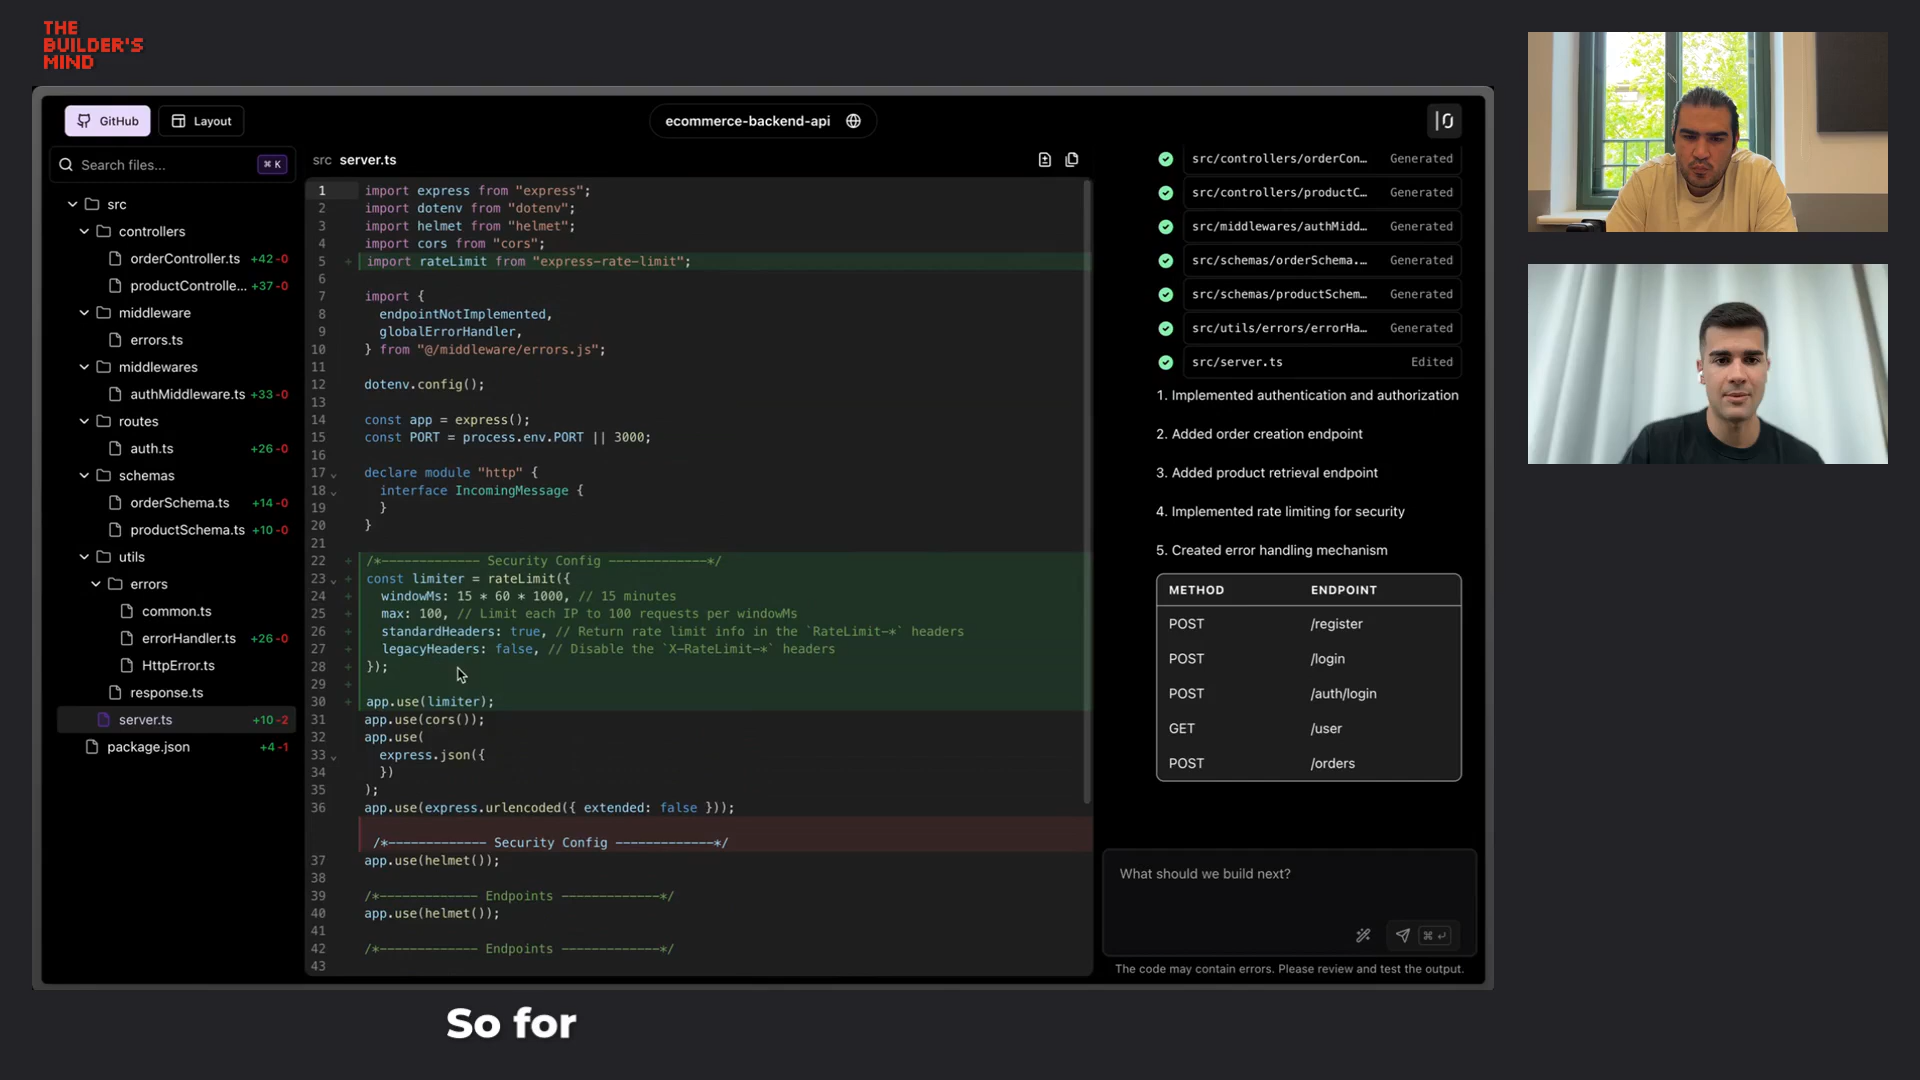 THE
BUILDER'S
MIND
GitHub
Layout
ecommerce-backend-api
Search files...
⌘ K
src
controllers
orderController.ts +42 -0
productControlle... +37 -0
middleware
errors.ts
middlewares
authMiddleware.ts +33 -0
routes
auth.ts +26 -0
schemas
orderSchema.ts +14 -0
productSchema.ts +10 -0
utils
errors
common.ts
errorHandler.ts +26 -0
HttpError.ts
response.ts
server.ts +10 -2
package.json +4 -1
src server.ts
1 import express from "express";
2 import dotenv from "dotenv";
3 import helmet from "helmet";
4 import cors from "cors";
5 + import rateLimit from "express-rate-limit";
6
7 import {
8 endpointNotImplemented,
9 globalErrorHandler,
10 } from "@/middleware/errors.js";
11
12 dotenv.config();
13
14 const app = express();
15 const PORT = process.env.PORT || 3000;
16
17 declare module "http" {
18 interface IncomingMessage {
19 }
20 }
21
22 + /*------------- Security Config -------------*/
23 + const limiter = rateLimit({
24 + windowMs: 15 * 60 * 1000, // 15 minutes
25 + max: 100, // Limit each IP to 100 requests per windowMs
26 + standardHeaders: true, // Return rate limit info in the `RateLimit-*` headers
27 + legacyHeaders: false, // Disable the `X-RateLimit-*` headers
28 + });
29 +
30 + app.use(limiter);
31 app.use(cors());
32 app.use(
33 express.json({
34 })
35 );
36 app.use(express.urlencoded({ extended: false }));
/*------------- Security Config -------------*/
37 app.use(helmet());
38
39 /*------------- Endpoints -------------*/
40 app.use(helmet());
41
42 /*------------- Endpoints -------------*/
43
src/controllers/orderCon... Generated
src/controllers/productC... Generated
src/middlewares/authMidd... Generated
src/schemas/orderSchema.... Generated
src/schemas/productSchem... Generated
src/utils/errors/errorHa... Generated
src/server.ts Edited
1. Implemented authentication and authorization
2. Added order creation endpoint
3. Added product retrieval endpoint
4. Implemented rate limiting for security
5. Created error handling mechanism
METHOD ENDPOINT
POST /register
POST /login
POST /auth/login
GET /user
POST /orders
What should we build next?
⌘ ↵
The code may contain errors. Please review and test the output.
So for